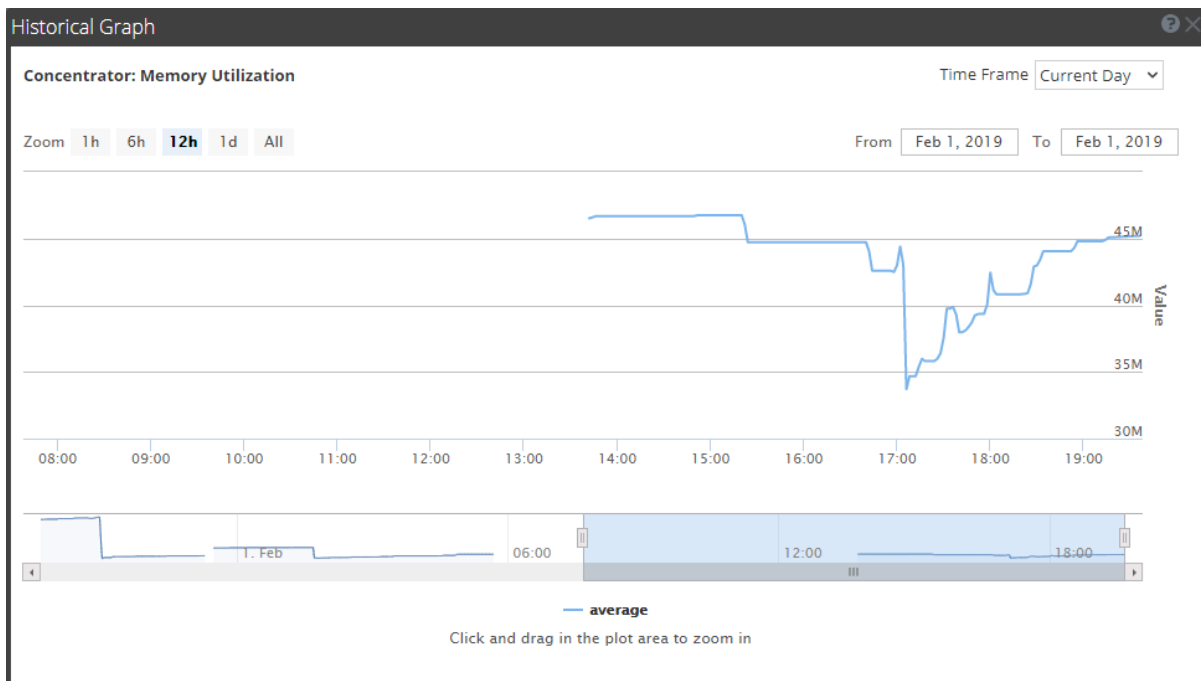 Historical Graph
Concentrator: Memory Utilization
Time Frame Current Day
Zoom 1h 6h 12h 1d All
From Feb 1, 2019 To Feb 1, 2019
45M
40M
35M
30M
Value
08:00 09:00 10:00 11:00 12:00 13:00 14:00 15:00 16:00 17:00 18:00 19:00
1. Feb 06:00 12:00 18:00
average
Click and drag in the plot area to zoom in